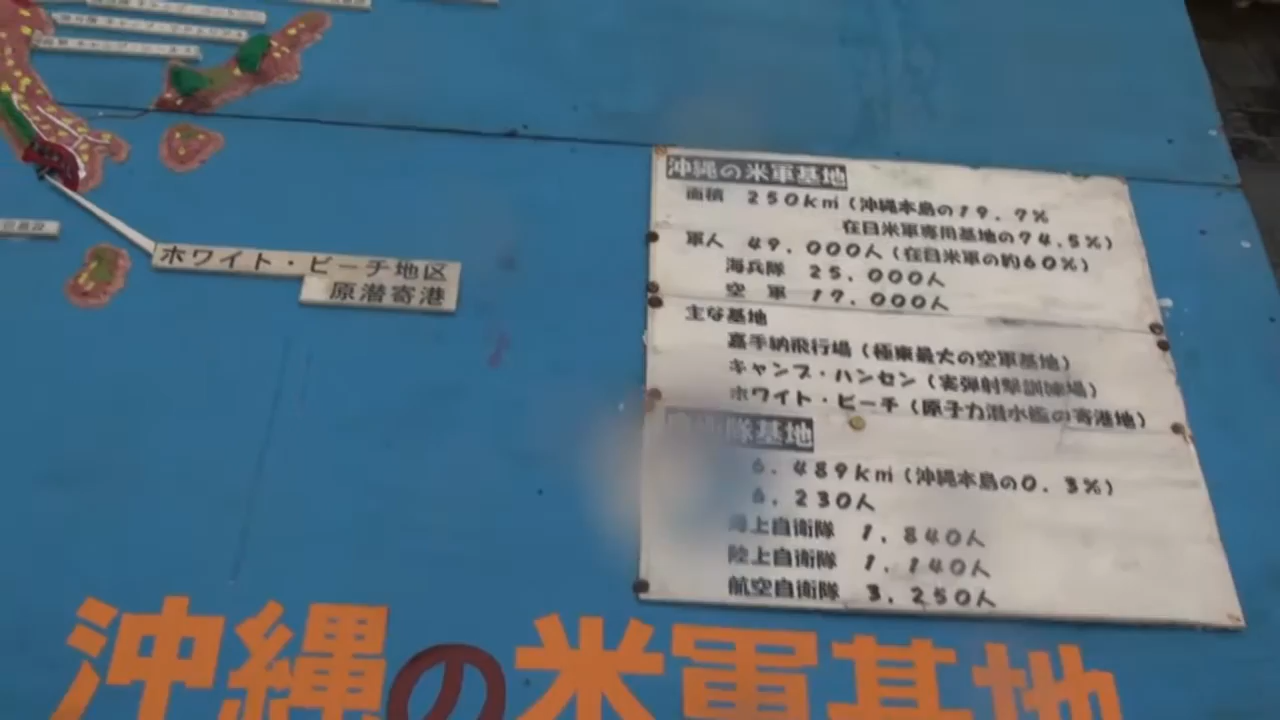 ホワイト・ビーチ地区
原潜寄港
沖縄の米軍基地
面積 250km（沖縄本島の19.7%
在日米軍専用基地の74.5%）
軍人 49.000人（在日米軍の約60%）
海兵隊 25.000人
空軍 17.000人
主な基地
嘉手納飛行場（極東最大の空軍基地）
キャンプ・ハンセン（実弾射撃訓練場）
ホワイト・ビーチ（原子力潜水艦の寄港地）
隊基地
6.489km（沖縄本島の0.3%）
6.230人
海上自衛隊 1.840人
陸上自衛隊 1.140人
航空自衛隊 3.250人
沖縄の米軍基地